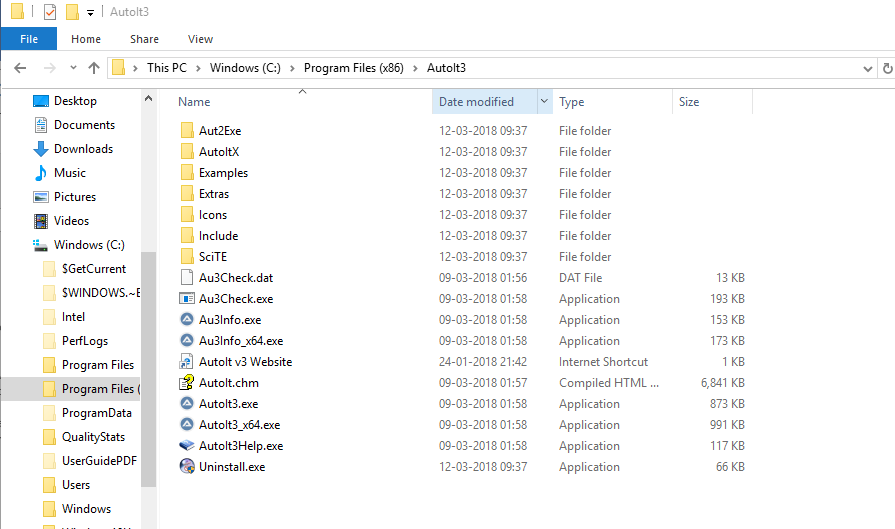 AutoIt3
File Home Share View
This PC Windows (C:) Program Files (x86) AutoIt3
Name Date modified Type Size
Desktop
Documents
Downloads
Music
Pictures
Videos
Windows (C:)
$GetCurrent
$WINDOWS.~
Intel
PerfLogs
Program Files
Program Files (
ProgramData
QualityStats
UserGuidePDF
Users
Windows
Aut2Exe 12-03-2018 09:37 File folder
AutoItX 12-03-2018 09:37 File folder
Examples 12-03-2018 09:37 File folder
Extras 12-03-2018 09:37 File folder
Icons 12-03-2018 09:37 File folder
Include 12-03-2018 09:37 File folder
SciTE 12-03-2018 09:37 File folder
Au3Check.dat 09-03-2018 01:56 DAT File 13 KB
Au3Check.exe 09-03-2018 01:58 Application 193 KB
Au3Info.exe 09-03-2018 01:58 Application 153 KB
Au3Info_x64.exe 09-03-2018 01:58 Application 173 KB
AutoIt v3 Website 24-01-2018 21:42 Internet Shortcut 1 KB
AutoIt.chm 09-03-2018 01:57 Compiled HTML ... 6,841 KB
AutoIt3.exe 09-03-2018 01:58 Application 873 KB
AutoIt3_x64.exe 09-03-2018 01:58 Application 991 KB
AutoIt3Help.exe 09-03-2018 01:58 Application 117 KB
Uninstall.exe 12-03-2018 09:37 Application 66 KB